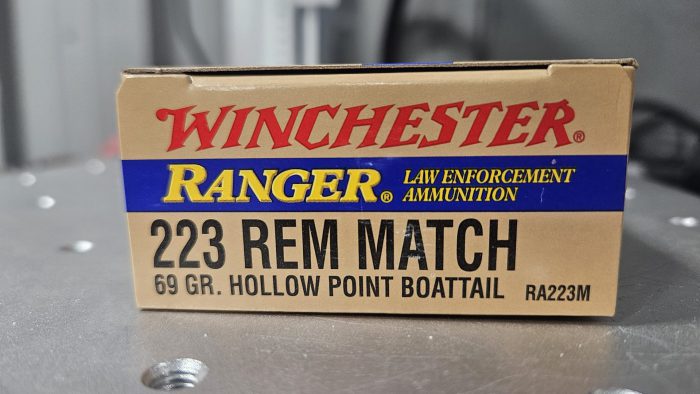 WINCHESTER®
RANGER® LAW ENFORCEMENT
AMMUNITION
223 REM MATCH
69 GR. HOLLOW POINT BOATTAIL RA223M